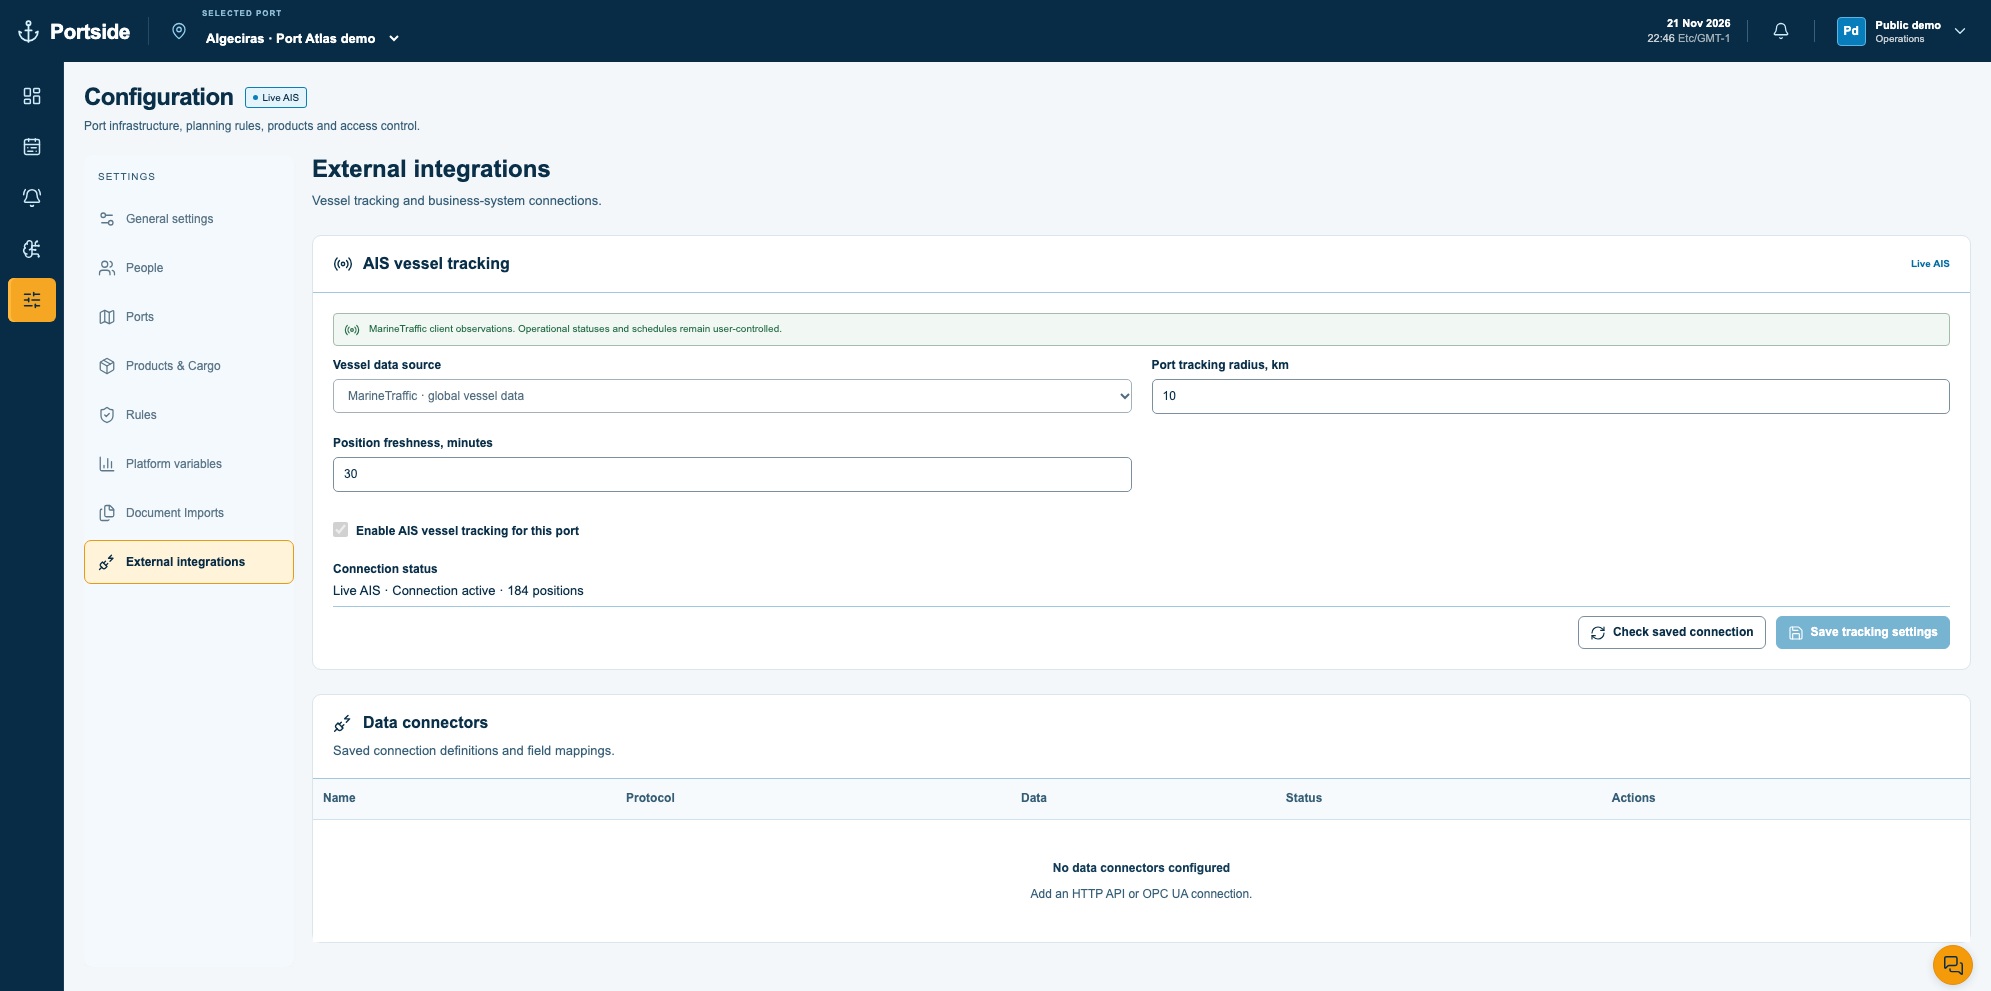 Portside
SELECTED PORT
Algeciras · Port Atlas demo
21 Nov 2026
22:46 Etc/GMT-1
Pd
Public demo
Operations
Configuration
Live AIS
Port infrastructure, planning rules, products and access control.
SETTINGS
General settings
People
Ports
Products & Cargo
Rules
Platform variables
Document Imports
External integrations
External integrations
Vessel tracking and business-system connections.
AIS vessel tracking
Live AIS
MarineTraffic client observations. Operational statuses and schedules remain user-controlled.
Vessel data source
Port tracking radius, km
MarineTraffic · global vessel data
10
Position freshness, minutes
30
Enable AIS vessel tracking for this port
Connection status
Live AIS · Connection active · 184 positions
Check saved connection
Save tracking settings
Data connectors
Saved connection definitions and field mappings.
Name Protocol Data Status Actions
No data connectors configured
Add an HTTP API or OPC UA connection.